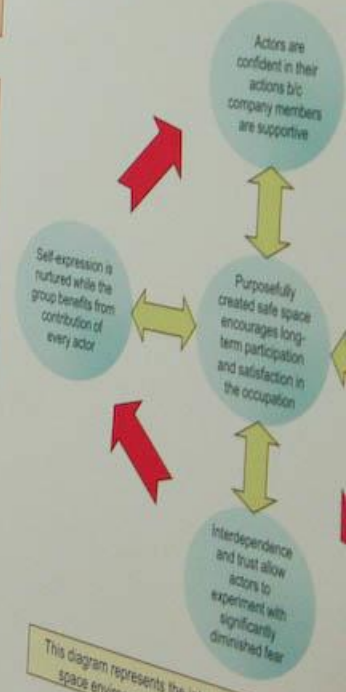 Actors are
confident in their
actions b/c
company members
are supportive
Self-expression is
nurtured while the
group benefits from
contribution of
every actor
Purposefully
created safe space
encourages long-
term participation
and satisfaction in
the occupation
Interdependence
and trust allow
actors to
experiment with
significantly
diminished fear
This diagram represents the
space